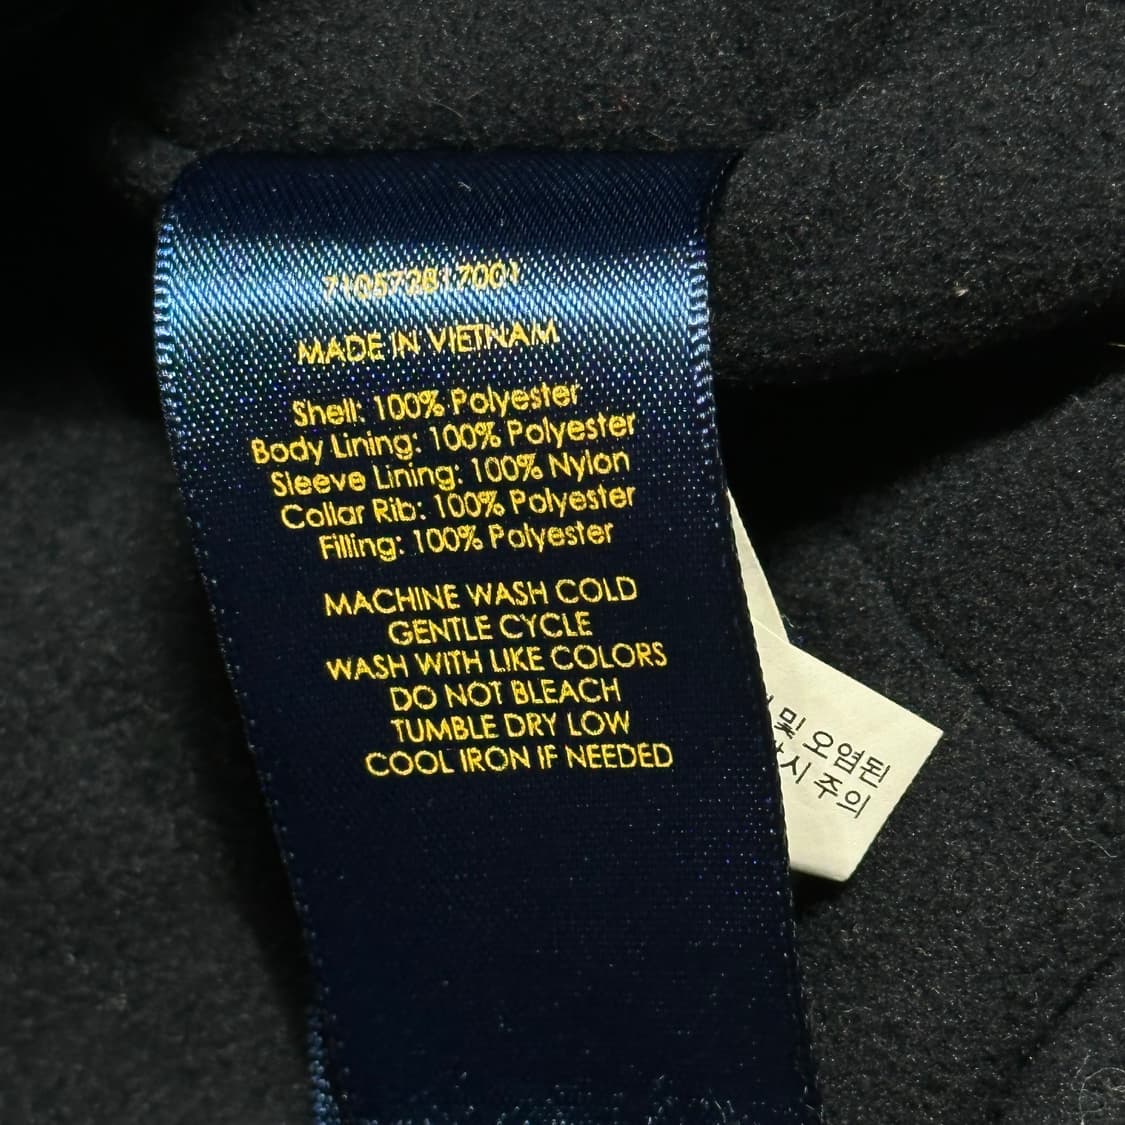 710573817001
MADE IN VIETNAM
Shell: 100% Polyester
Body Lining: 100% Polyester
Sleeve Lining: 100% Nylon
Collar Rib: 100% Polyester
Filling: 100% Polyester
MACHINE WASH COLD
GENTLE CYCLE
WASH WITH LIKE COLORS
DO NOT BLEACH
TUMBLE DRY LOW
COOL IRON IF NEEDED
및 오염된
주의